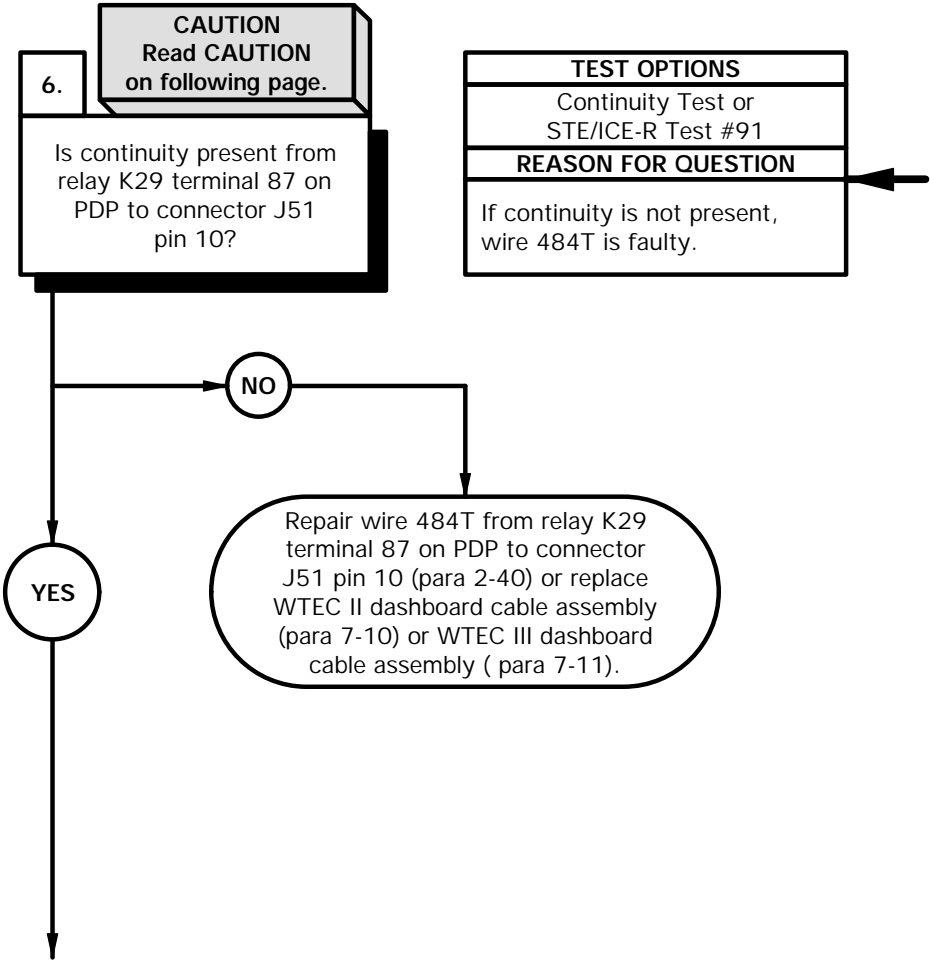 CAUTION
Read CAUTION
on following page.
6.
Is continuity present from
relay K29 terminal 87 on
PDP to connector J51
pin 10?
TEST OPTIONS
Continuity Test or
STE/ICE-R Test #91
REASON FOR QUESTION
If continuity is not present,
wire 484T is faulty.
NO
Repair wire 484T from relay K29
terminal 87 on PDP to connector
J51 pin 10 (para 2-40) or replace
WTEC II dashboard cable assembly
(para 7-10) or WTEC III dashboard
cable assembly ( para 7-11).
YES